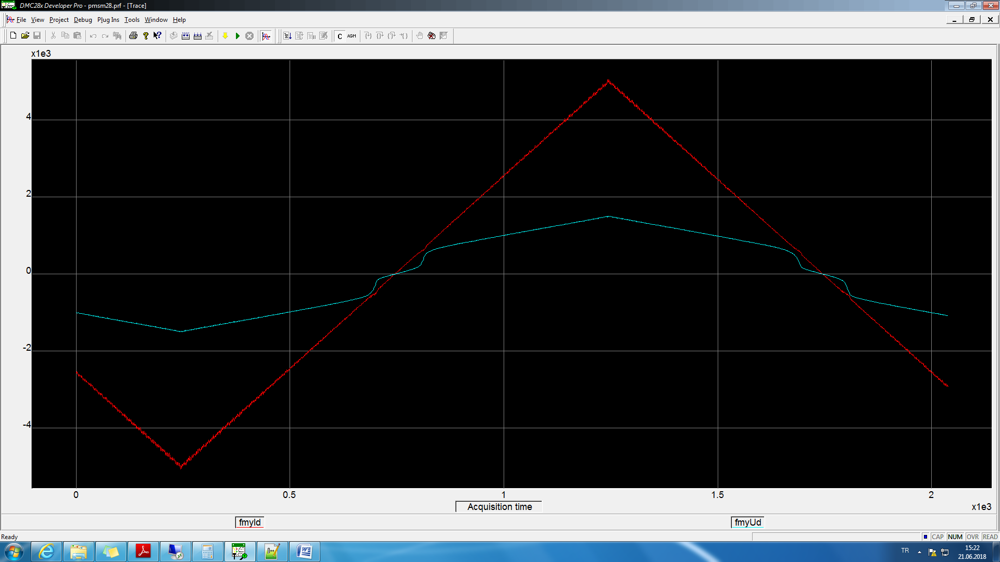 DMC28x Developer Pro - pmsm28.prf - [Trace]
File View Project Debug Plug Ins Tools Window Help
C ASM
x1e3
4
2
0
-2
-4
0 0.5 1 1.5 2
Acquisition time x1e3
fmyId fmyUd
Ready CAP NUM OVR READ
TR 15:22
21.06.2018